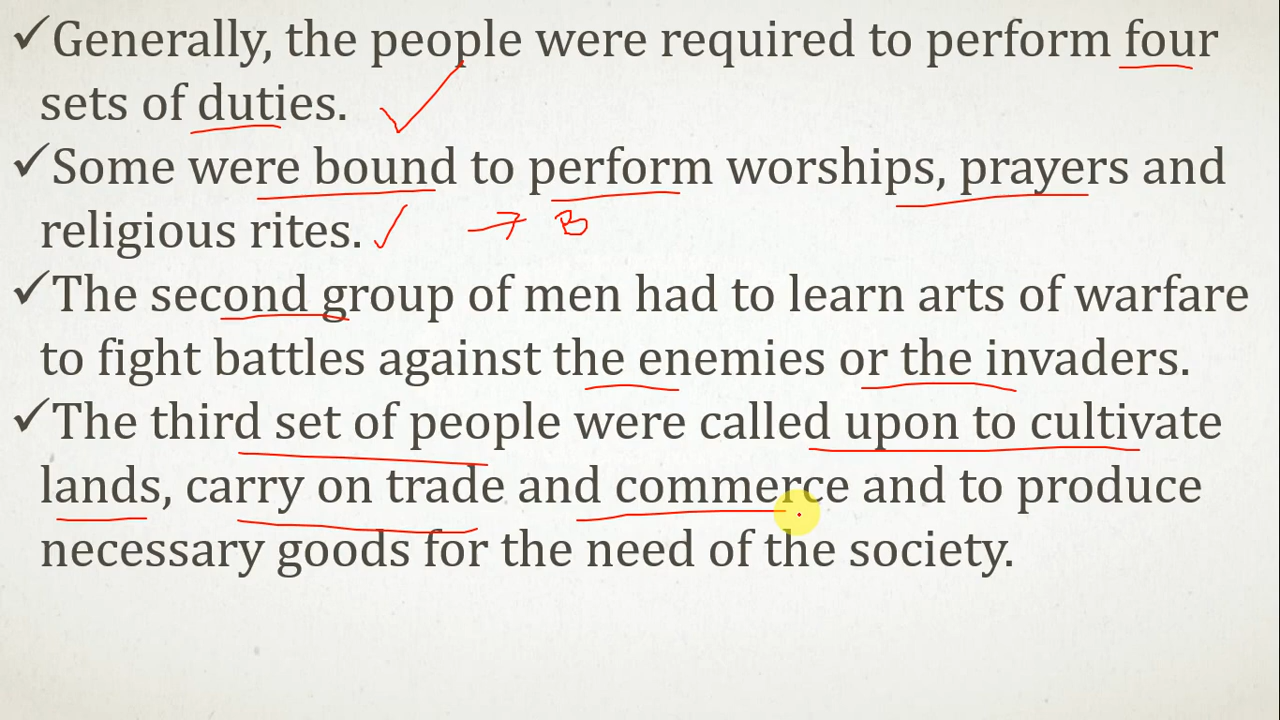 ✓Generally, the people were required to perform four
sets of duties.
✓Some were bound to perform worships, prayers and
religious rites. → B
✓The second group of men had to learn arts of warfare
to fight battles against the enemies or the invaders.
✓The third set of people were called upon to cultivate
lands, carry on trade and commerce and to produce
necessary goods for the need of the society.